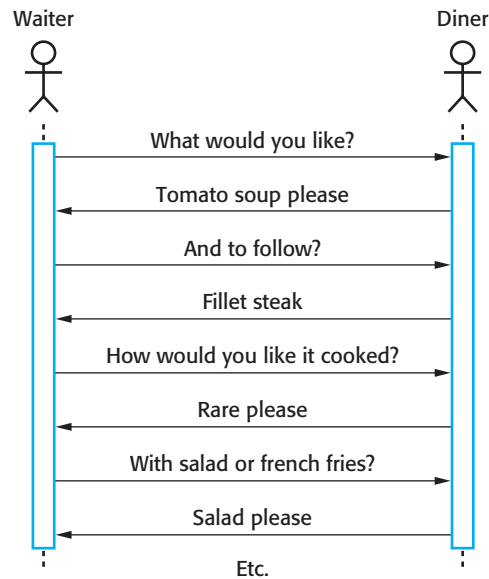 Waiter
Diner
What would you like?
Tomato soup please
And to follow?
Fillet steak
How would you like it cooked?
Rare please
With salad or french fries?
Salad please
Etc.